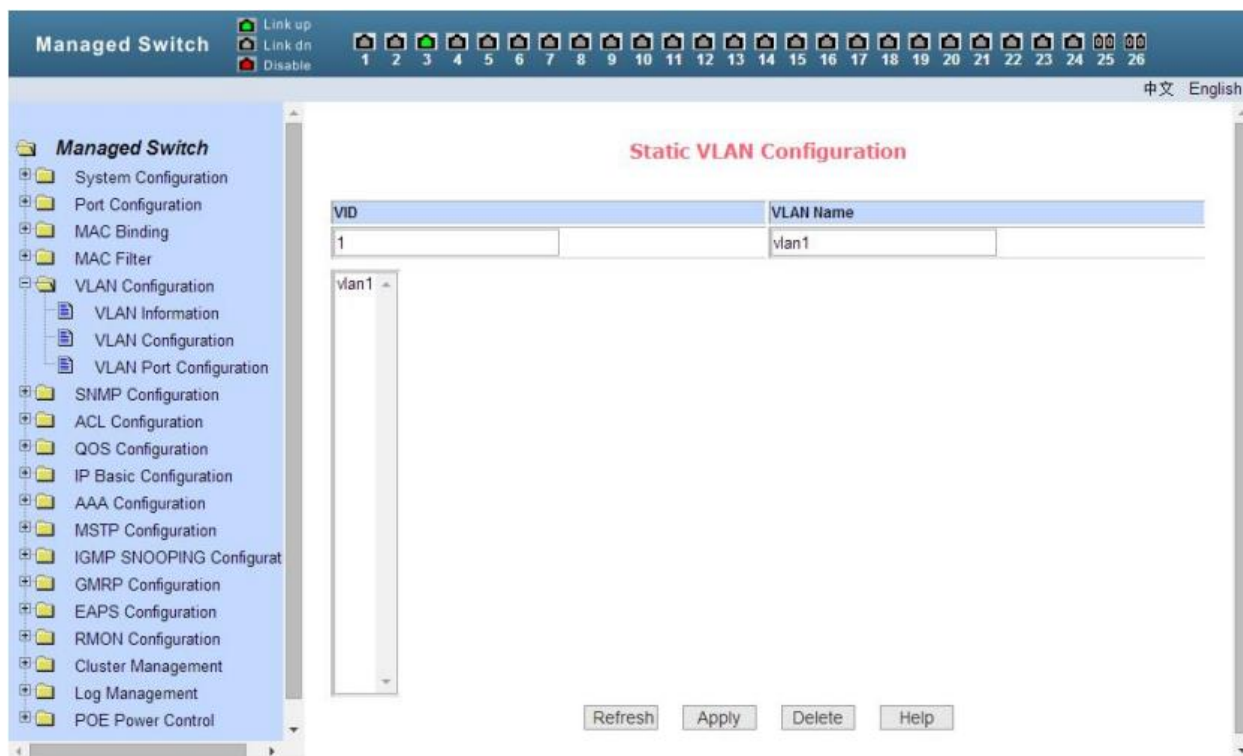 Managed Switch
Link up
Link dn
Disable
1 2 3 4 5 6 7 8 9 10 11 12 13 14 15 16 17 18 19 20 21 22 23 24 25 26
中文 English
Managed Switch
System Configuration
Port Configuration
MAC Binding
MAC Filter
VLAN Configuration
VLAN Information
VLAN Configuration
VLAN Port Configuration
SNMP Configuration
ACL Configuration
QOS Configuration
IP Basic Configuration
AAA Configuration
MSTP Configuration
IGMP SNOOPING Configurat
GMRP Configuration
EAPS Configuration
RMON Configuration
Cluster Management
Log Management
POE Power Control
Static VLAN Configuration
VID VLAN Name
1 vlan1
vlan1
Refresh Apply Delete Help